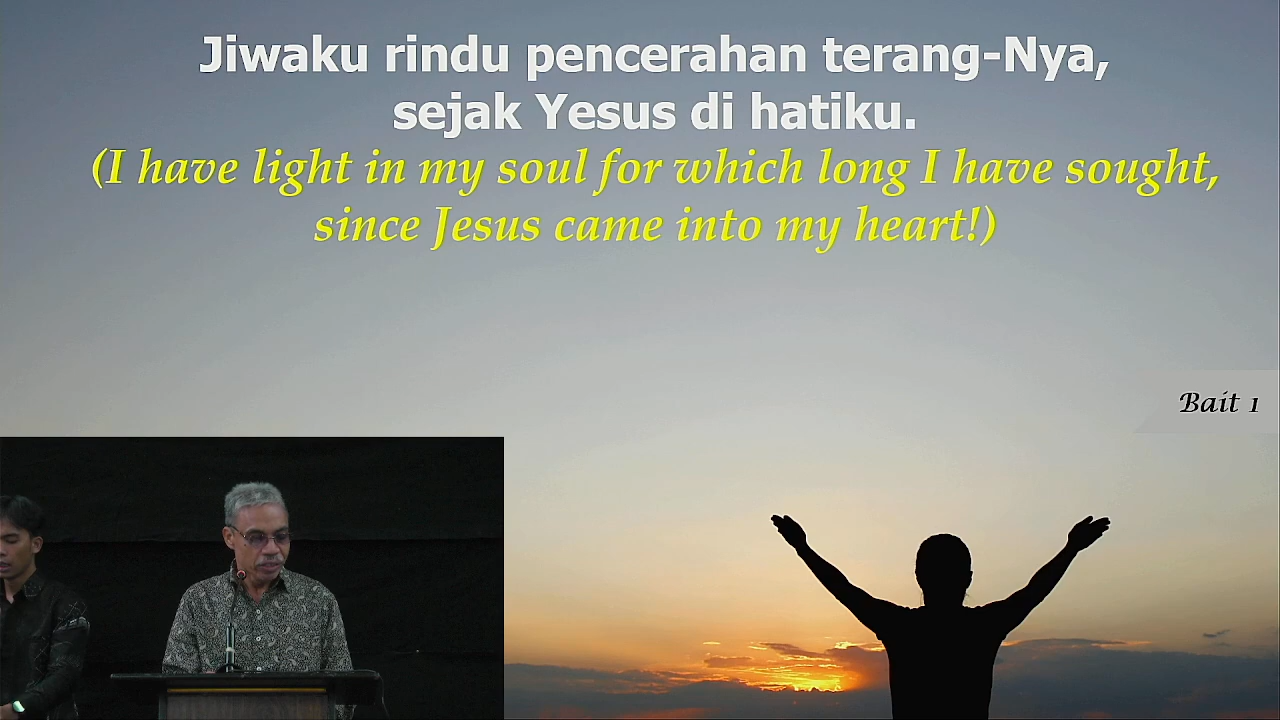 Jiwaku rindu pencerahan terang-Nya,
sejak Yesus di hatiku.
(I have light in my soul for which long I have sought,
since Jesus came into my heart!)
Bait 1